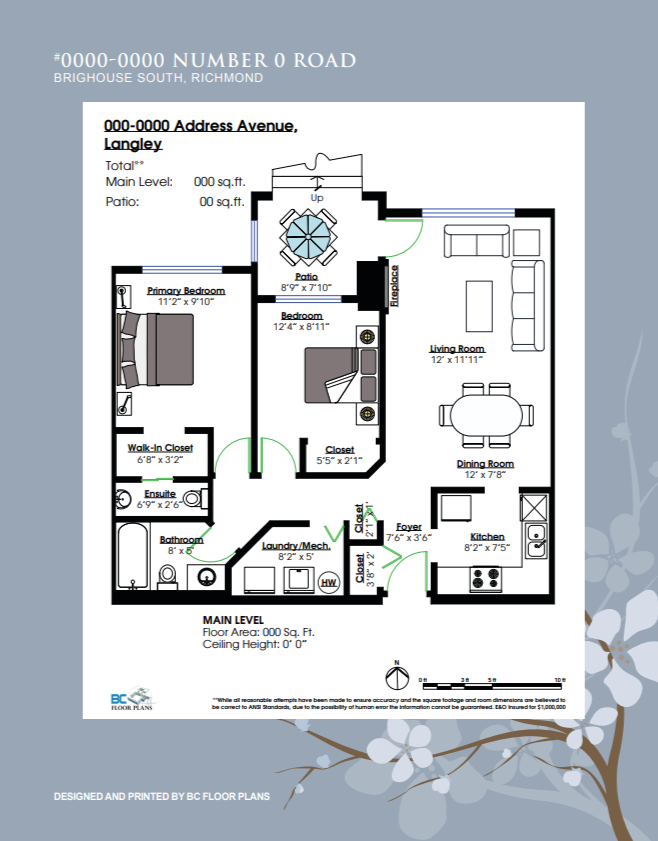 #0000-0000 NUMBER 0 ROAD
BRIGHOUSE SOUTH, RICHMOND
000-0000 Address Avenue,
Langley
Total**
Main Level: 000 sq.ft.
Patio: 00 sq.ft.
Up
Patio
8'9" x 7'10"
Fireplace
Primary Bedroom
11'2" x 9'10"
Bedroom
12'4" x 8'11"
Living Room
12' x 11'11"
Walk-In Closet
6'8" x 3'2"
Closet
5'5" x 2'1"
Dining Room
12' x 7'8"
Ensuite
6'9" x 2'6"
Closet
2'1" x 1'
Foyer
7'6" x 3'6"
Kitchen
8'2" x 7'5"
Bathroom
8' x 5'
Laundry/Mech.
8'2" x 5'
Closet
3'8" x 2'
HW
MAIN LEVEL
Floor Area: 000 Sq. Ft.
Ceiling Height: 0' 0"
N
0 ft 3 ft 5 ft 10 ft
BC
FLOOR PLANS
**While all reasonable attempts have been made to ensure accuracy and the square footage and room dimensions are believed to
be correct to ANSI Standards, due to the possibility of human error the information cannot be guaranteed. E&O Insured for $1,000,000
DESIGNED AND PRINTED BY BC FLOOR PLANS